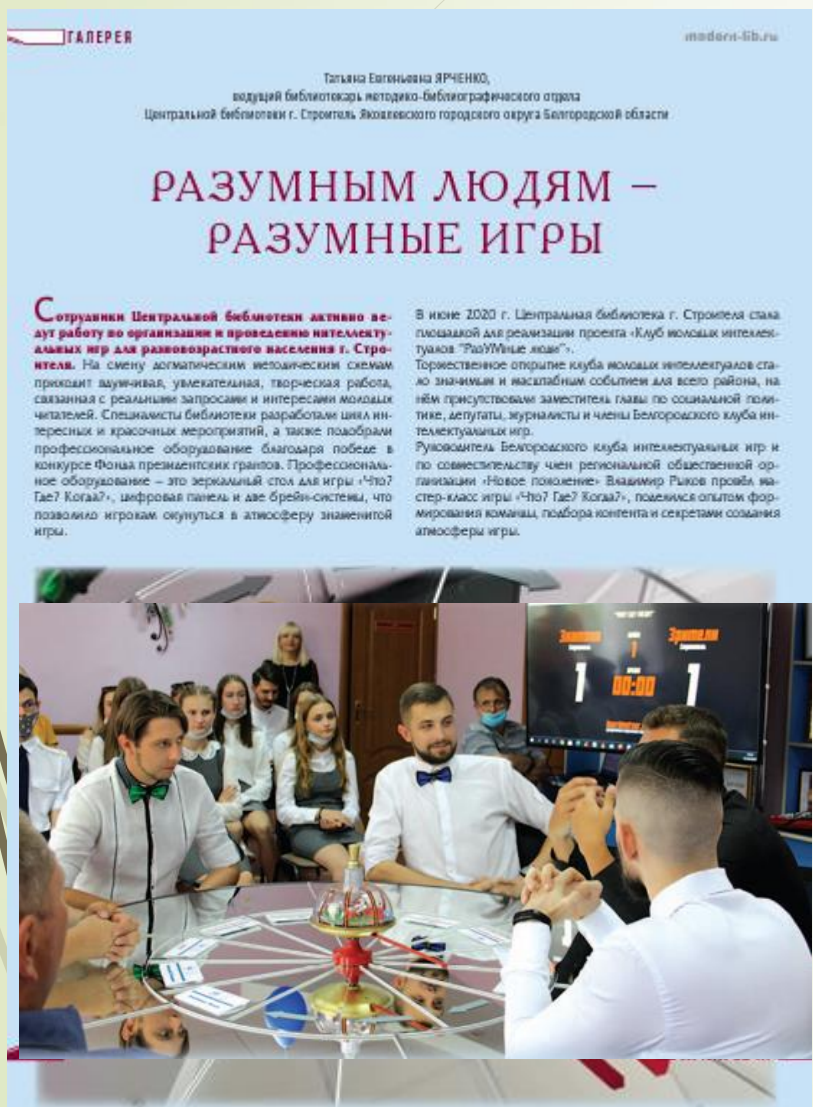 ГАЛЕРЕЯ
modern-lib.ru
Татьяна Евгеньевна ЯРЧЕНКО,
ведущий библиотекарь методико-библиографического отдела
Центральной библиотеки г. Строитель Яковлевского городского округа Белгородской области
РАЗУМНЫМ ЛЮДЯМ –
РАЗУМНЫЕ ИГРЫ
Сотрудники Центральной библиотеки активно ве-
дут работу по организации и проведению интеллекту-
альных игр для разновозрастного населения г. Стро-
ителя. На смену догматическим методическим схемам
приходит вдумчивая, увлекательная, творческая работа,
связанная с реальными запросами и интересами молодых
читателей. Специалисты библиотеки разработали цикл ин-
тересных и красочных мероприятий, а также подобрали
профессиональное оборудование благодаря победе в
конкурсе Фонда президентских грантов. Профессиональ-
ное оборудование – это зеркальный стол для игры «Что?
Где? Когда?», цифровая панель и две брейн-системы, что
позволило игрокам окунуться в атмосферу знаменитой
игры.
В июне 2020 г. Центральная библиотека г. Строителя стала
площадкой для реализации проекта «Клуб молодых интеллек-
туалов "РазУМные люди"».
Торжественное открытие клуба молодых интеллектуалов ста-
ло значимым и масштабным событием для всего района, на
нём присутствовали заместитель главы по социальной поли-
тике, депутаты, журналисты и члены Белгородского клуба ин-
теллектуальных игр.
Руководитель Белгородского клуба интеллектуальных игр и
по совместительству член региональной общественной ор-
ганизации «Новое поколение» Владимир Рыков провёл ма-
стер-класс игры «Что? Где? Когда?», поделился опытом фор-
мирования команды, подбора контента и секретами создания
атмосферы игры.
Знатоки
Зрители
1
1
1
00:00